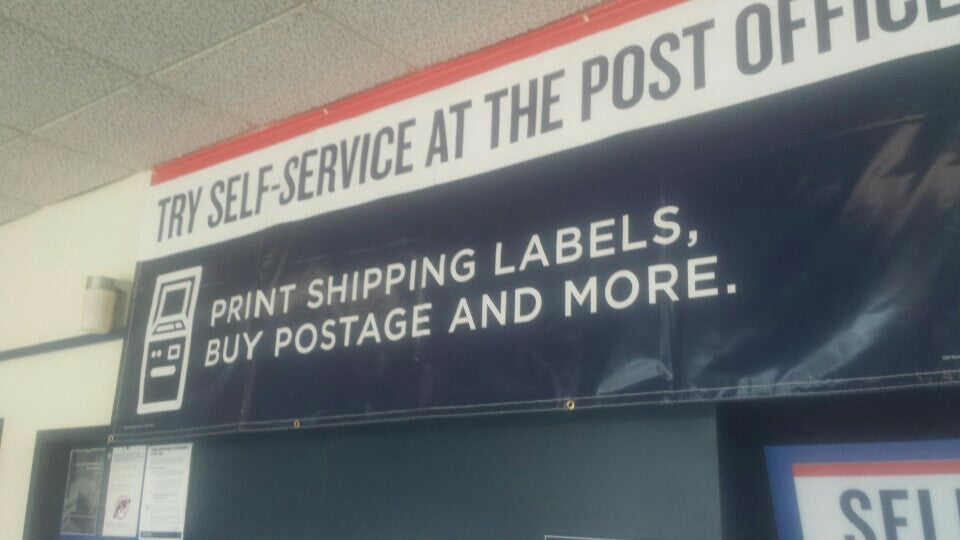 TRY SELF-SERVICE AT THE POST OFFICE
PRINT SHIPPING LABELS,
BUY POSTAGE AND MORE.